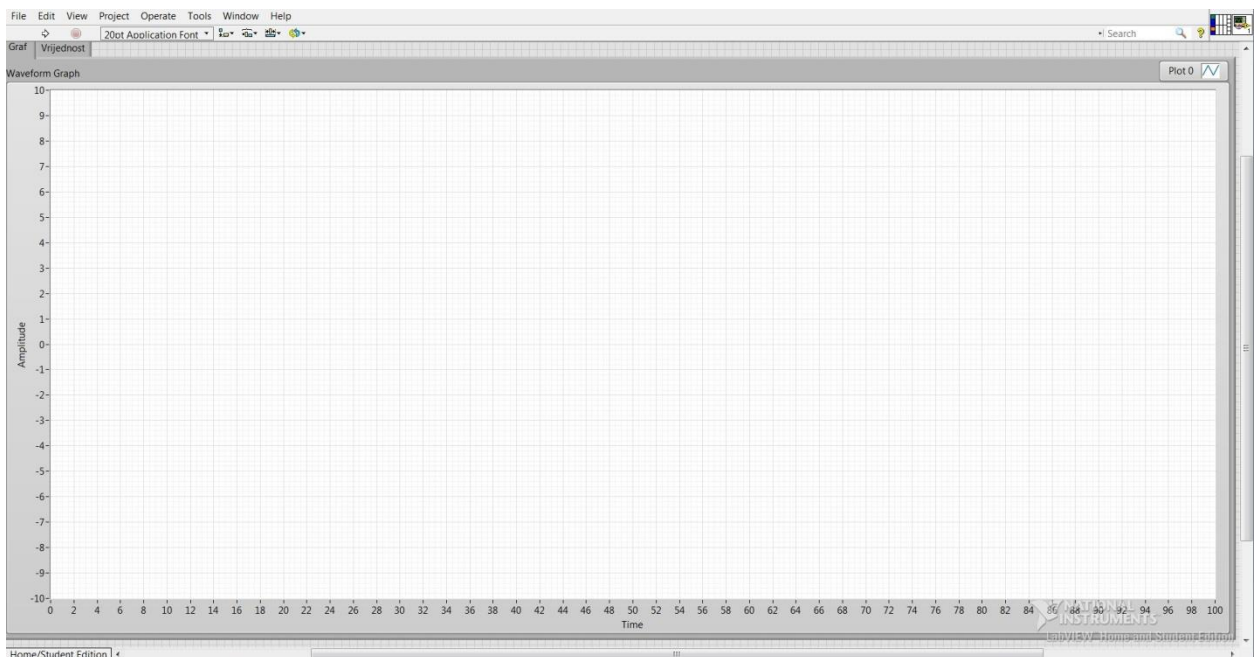 File Edit View Project Operate Tools Window Help
20pt Application Font
Search
Graf Vrijednost
Waveform Graph
Plot 0
10
9
8
7
6
5
4
3
2
1
0
-1
-2
-3
-4
-5
-6
-7
-8
-9
-10
Amplitude
0 2 4 6 8 10 12 14 16 18 20 22 24 26 28 30 32 34 36 38 40 42 44 46 48 50 52 54 56 58 60 62 64 66 68 70 72 74 76 78 80 82 84 86 88 90 92 94 96 98 100
Time
NATIONAL
INSTRUMENTS
LabVIEW Home and Student Edition
Home/Student Edition